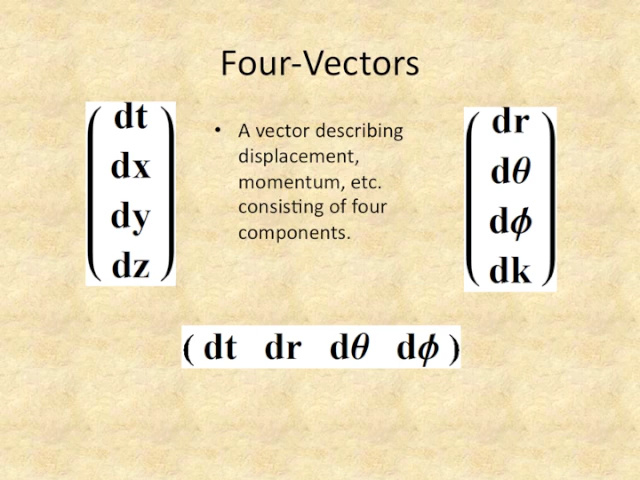 Four-Vectors
dt
dx
dy
dz
• A vector describing
displacement,
momentum, etc.
consisting of four
components.
dr
dθ
dϕ
dk
( dt dr dθ dϕ )